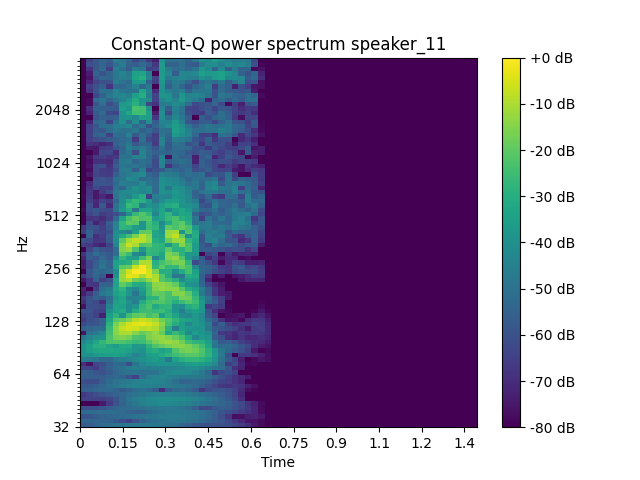 Constant-Q power spectrum speaker_11
Hz
2048
1024
512
256
128
64
32
0 0.15 0.3 0.45 0.6 0.75 0.9 1.1 1.2 1.4
Time
+0 dB
-10 dB
-20 dB
-30 dB
-40 dB
-50 dB
-60 dB
-70 dB
-80 dB